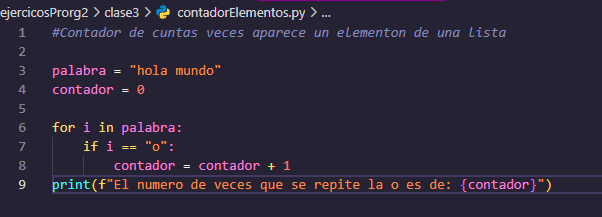 ejercicosProrg2 > clase3 > contadorElementos.py > ...
1 #Contador de cuntas veces aparece un elementon de una lista
2
3 palabra = "hola mundo"
4 contador = 0
5
6 for i in palabra:
7     if i == "o":
8         contador = contador + 1
9 print(f"El numero de veces que se repite la o es de: {contador}")